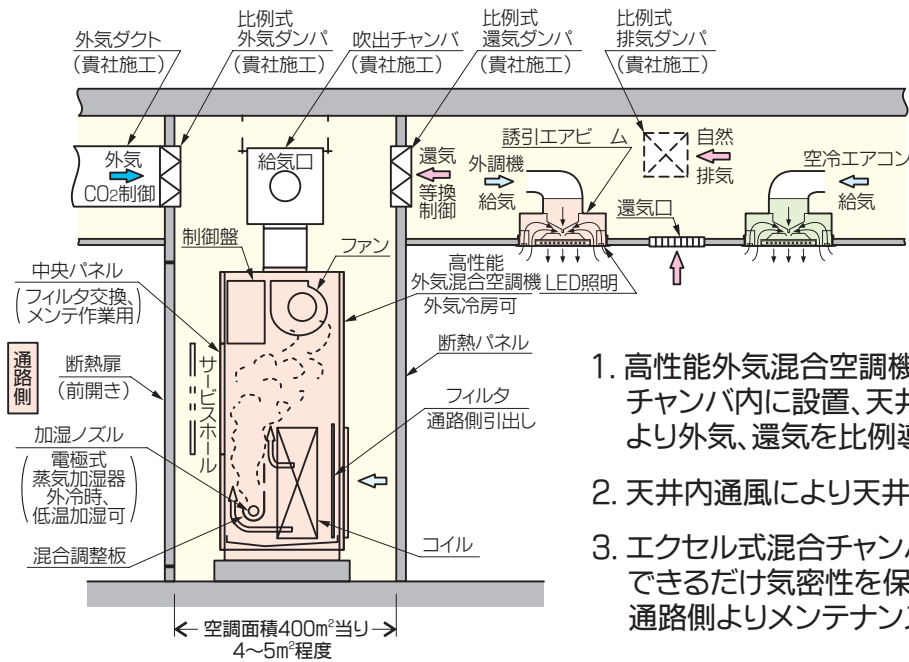 外気ダクト
(貴社施工)
比例式
外気ダンパ
(貴社施工)
吹出チャンバ
(貴社施工)
比例式
還気ダンパ
(貴社施工)
比例式
排気ダンパ
(貴社施工)
外気
CO2制御
給気口
還気
等換
制御
誘引エアビーム
外調機
給気
自然
排気
空冷エアコン
給気
還気口
LED照明
制御盤
ファン
高性能
外気混合空調機
外気冷房可
中央パネル
(フィルタ交換、
メンテ作業用)
通路側
断熱扉
(前開き)
サービスホール
断熱パネル
フィルタ
通路側引出し
加湿ノズル
(電極式
蒸気加湿器
外冷時、
低温加湿可)
混合調整板
コイル
空調面積400m²当り
4〜5m²程度
1. 高性能外気混合空調機
チャンバ内に設置、天井
より外気、還気を比例導
2. 天井内通風により天井
3. エクセル式混合チャンバ
できるだけ気密性を保
通路側よりメンテナンス